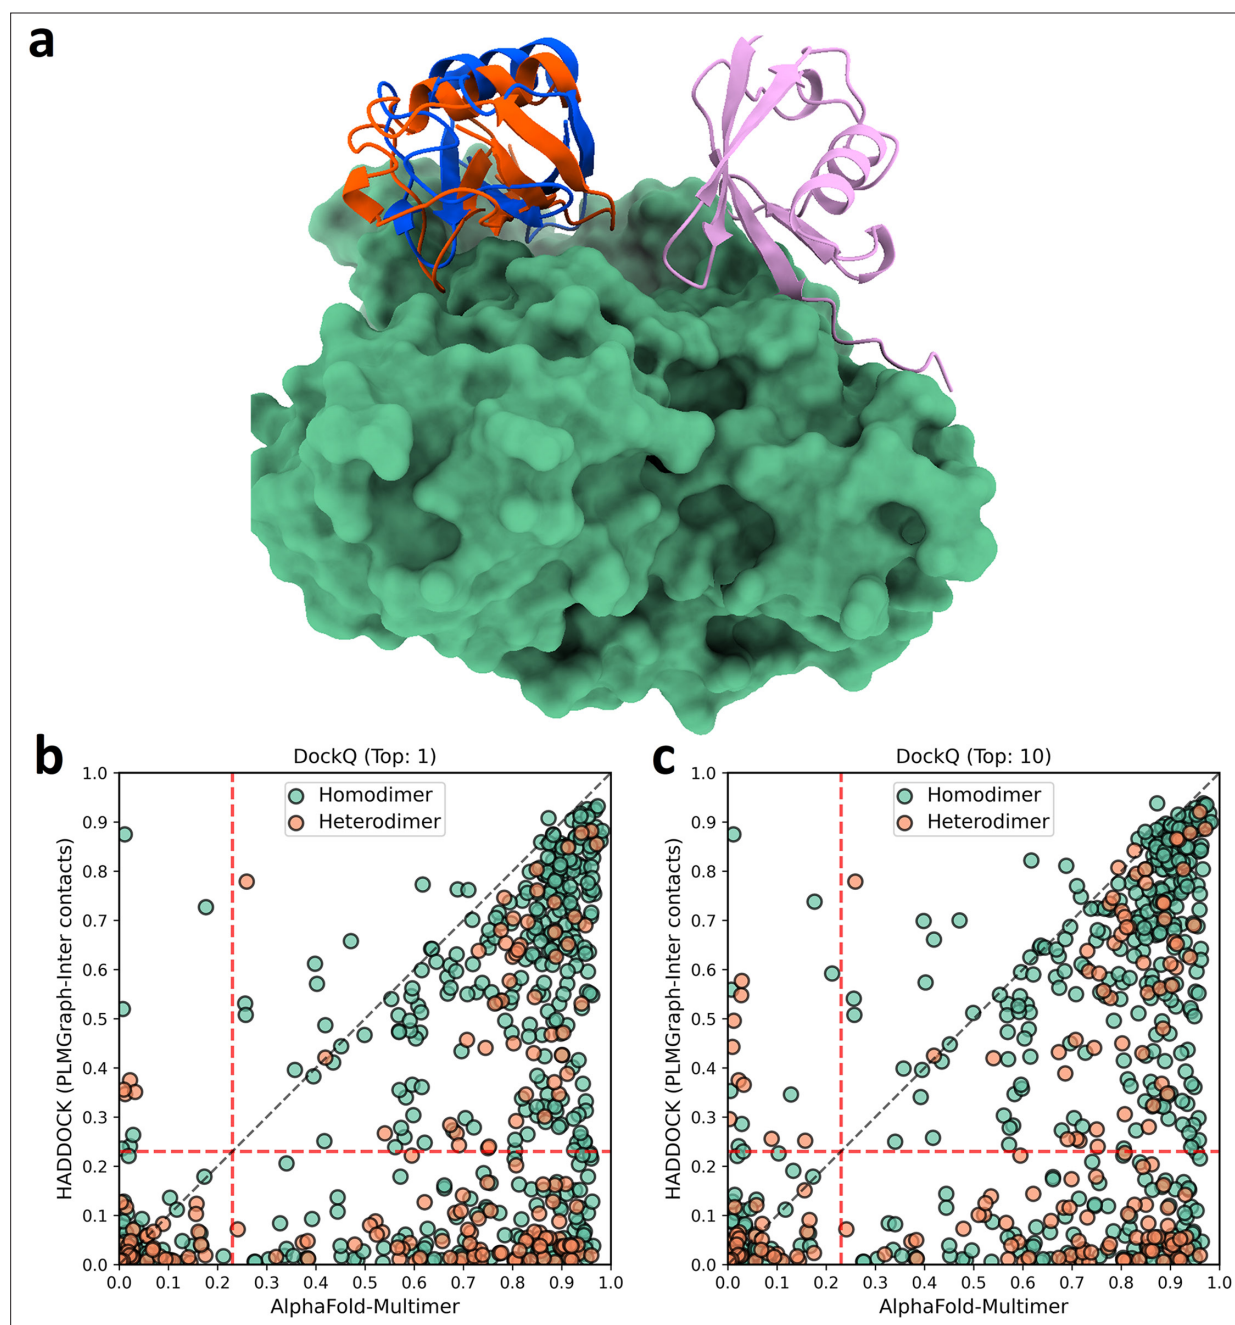 a
b
DockQ (Top: 1)
Homodimer
Heterodimer
HADDOCK (PLMGraph-Inter contacts)
1.0
0.9
0.8
0.7
0.6
0.5
0.4
0.3
0.2
0.1
0.0
0.0 0.1 0.2 0.3 0.4 0.5 0.6 0.7 0.8 0.9 1.0
AlphaFold-Multimer
c
DockQ (Top: 10)
Homodimer
Heterodimer
HADDOCK (PLMGraph-Inter contacts)
1.0
0.9
0.8
0.7
0.6
0.5
0.4
0.3
0.2
0.1
0.0
0.0 0.1 0.2 0.3 0.4 0.5 0.6 0.7 0.8 0.9 1.0
AlphaFold-Multimer